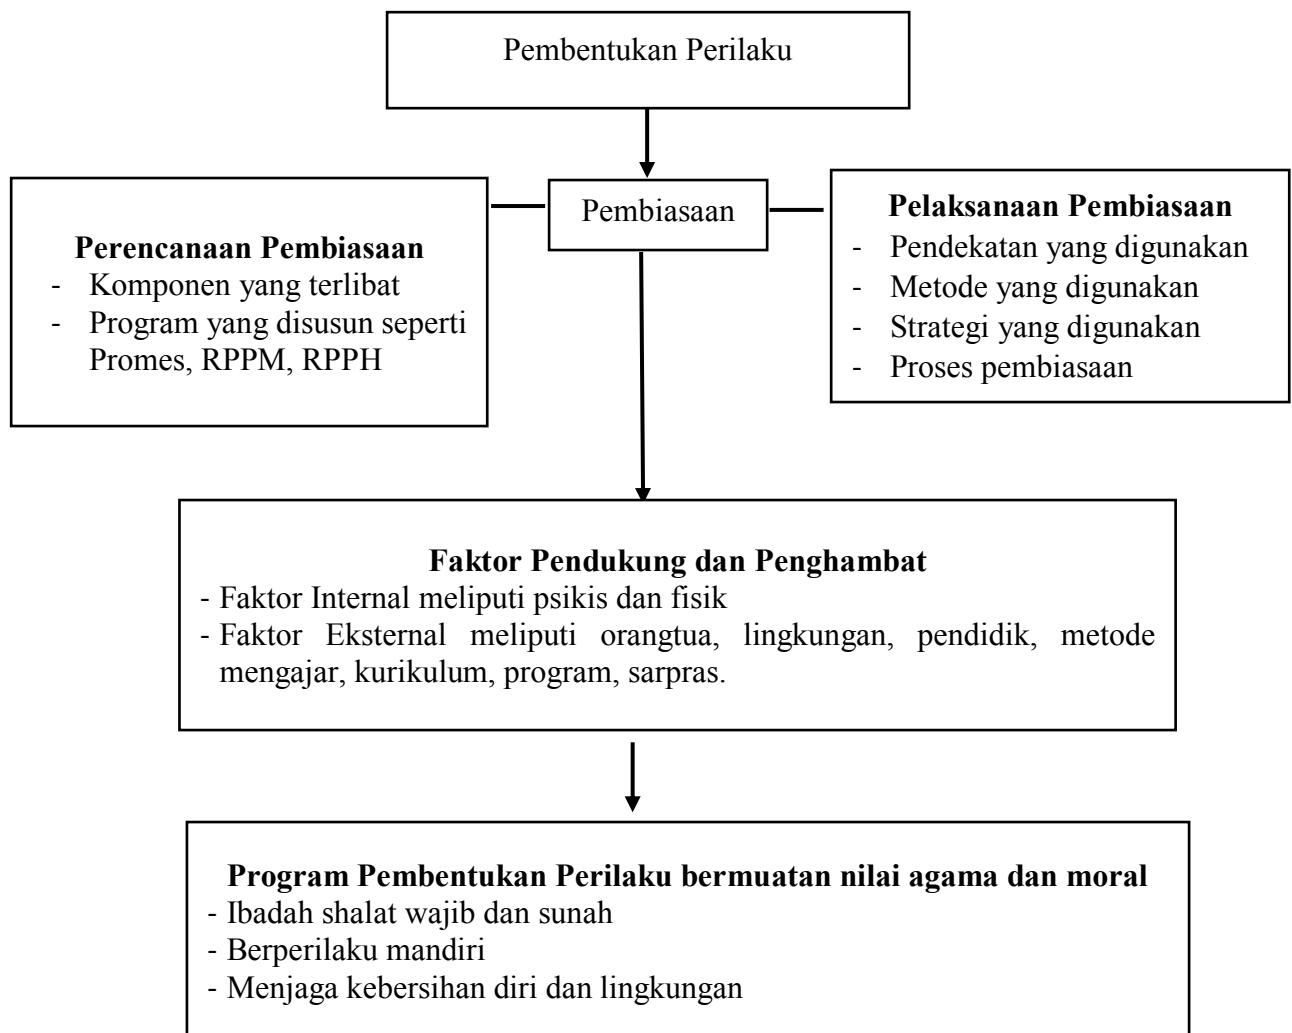 Pembentukan Perilaku
Pembiasaan
Perencanaan Pembiasaan
- Komponen yang terlibat
- Program yang disusun seperti
Promes, RPPM, RPPH
Pelaksanaan Pembiasaan
- Pendekatan yang digunakan
- Metode yang digunakan
- Strategi yang digunakan
- Proses pembiasaan
Faktor Pendukung dan Penghambat
- Faktor Internal meliputi psikis dan fisik
- Faktor Eksternal meliputi orangtua, lingkungan, pendidik, metode
mengajar, kurikulum, program, sarpras.
Program Pembentukan Perilaku bermuatan nilai agama dan moral
- Ibadah shalat wajib dan sunah
- Berperilaku mandiri
- Menjaga kebersihan diri dan lingkungan